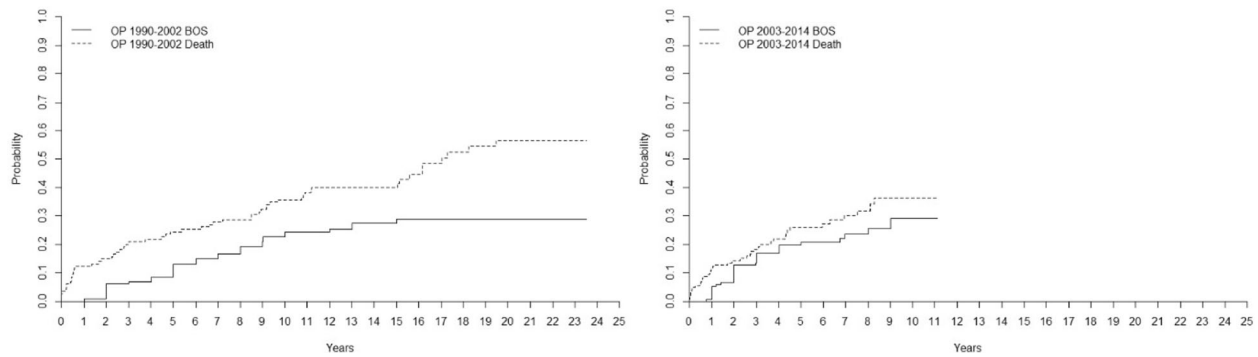 OP 1990-2002 BOS
OP 1990-2002 Death
Probability
0.0 0.1 0.2 0.3 0.4 0.5 0.6 0.7 0.8 0.9 1.0
0 1 2 3 4 5 6 7 8 9 10 11 12 13 14 15 16 17 18 19 20 21 22 23 24 25
Years
OP 2003-2014 BOS
OP 2003-2014 Death
Probability
0.0 0.1 0.2 0.3 0.4 0.5 0.6 0.7 0.8 0.9 1.0
0 1 2 3 4 5 6 7 8 9 10 11 12 13 14 15 16 17 18 19 20 21 22 23 24 25
Years